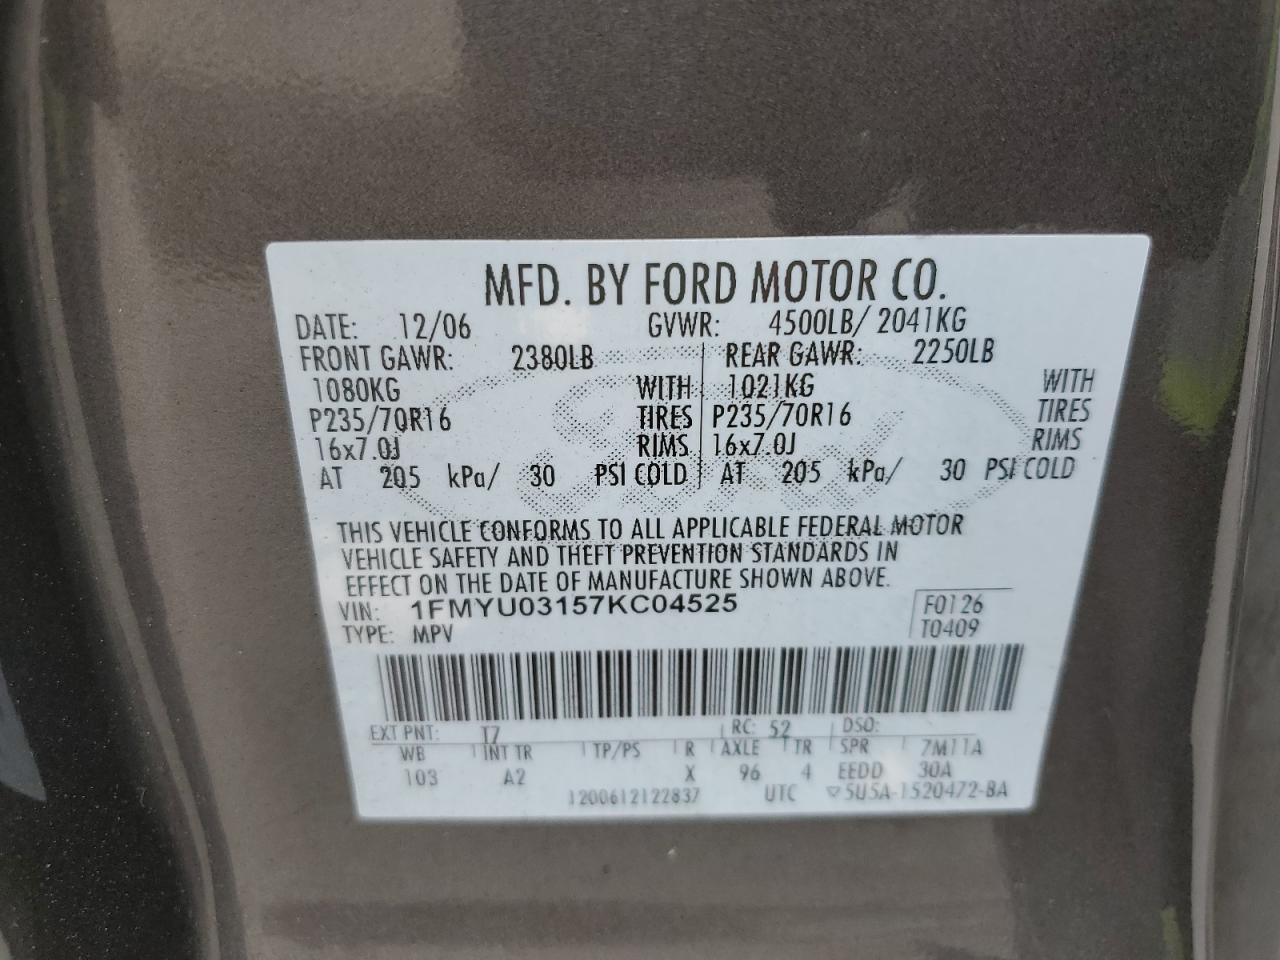 MFD. BY FORD MOTOR CO.
DATE: 12/06 GVWR: 4500LB/ 2041KG
FRONT GAWR: 2380LB REAR GAWR: 2250LB
1080KG WITH 1021KG WITH
P235/70R16 TIRES P235/70R16 TIRES
16x7.0J RIMS 16x7.0J RIMS
AT 205 kPa/ 30 PSI COLD AT 205 kPa/ 30 PSI COLD
THIS VEHICLE CONFORMS TO ALL APPLICABLE FEDERAL MOTOR
VEHICLE SAFETY AND THEFT PREVENTION STANDARDS IN
EFFECT ON THE DATE OF MANUFACTURE SHOWN ABOVE.
VIN: 1FMYU03157KC04525 F0126
TYPE: MPV T0409
EXT PNT: T7 RC: 52 DSO:
WB INT TR TP/PS R AXLE TR SPR 7M11A
103 A2 X 96 4 EEDD 30A
1200612122837 UTC ▽5U5A-1520472-BA